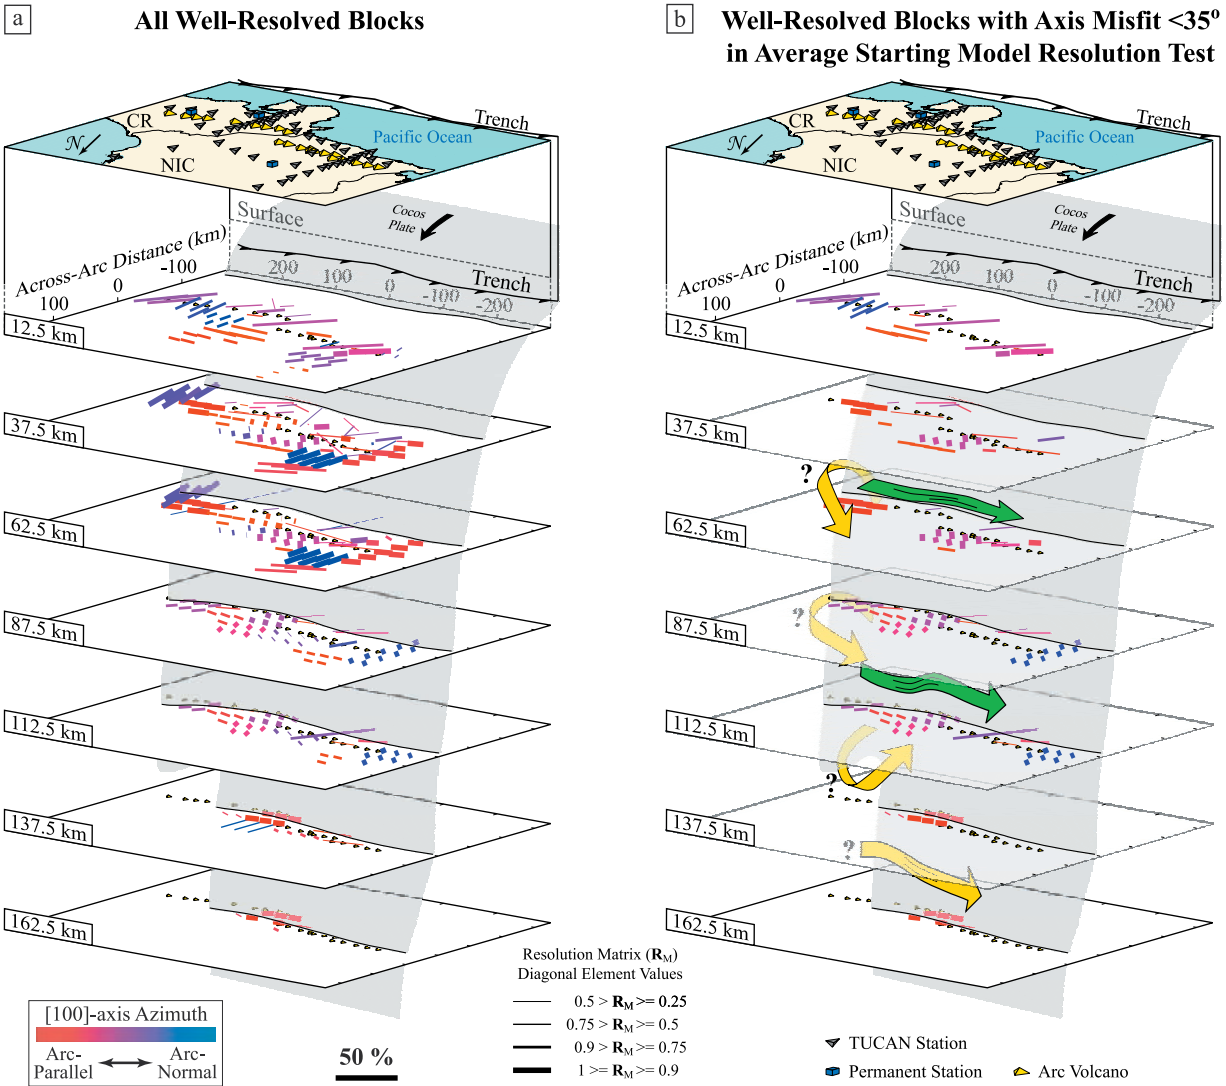 a
All Well-Resolved Blocks
CR
NIC
N
Pacific Ocean
Trench
Surface
Cocos
Plate
Across-Arc Distance (km)
-100
0
100
200
100
0
-100
-200
Trench
12.5 km
37.5 km
62.5 km
87.5 km
112.5 km
137.5 km
162.5 km
[100]-axis Azimuth
Arc-
Parallel
Arc-
Normal
50 %
b
Well-Resolved Blocks with Axis Misfit <35º
in Average Starting Model Resolution Test
CR
NIC
N
Pacific Ocean
Trench
Surface
Cocos
Plate
Across-Arc Distance (km)
-100
0
100
200
100
0
-100
-200
Trench
12.5 km
37.5 km
?
62.5 km
?
87.5 km
112.5 km
?
137.5 km
?
162.5 km
Resolution Matrix (RM)
Diagonal Element Values
0.5 > RM >= 0.25
0.75 > RM >= 0.5
0.9 > RM >= 0.75
1 >= RM >= 0.9
TUCAN Station
Permanent Station
Arc Volcano